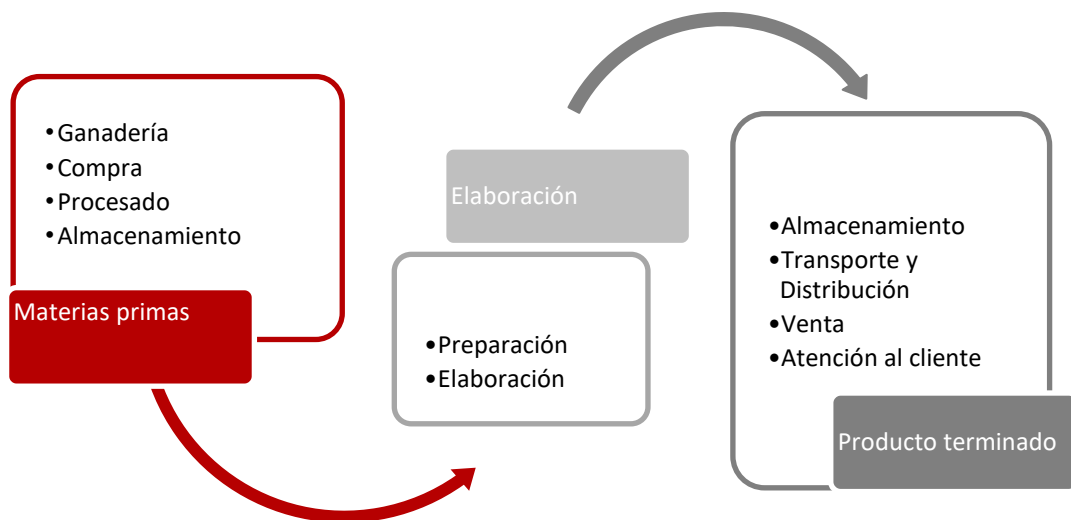 •Ganadería
•Compra
•Procesado
•Almacenamiento
Materias primas
Elaboración
•Preparación
•Elaboración
•Almacenamiento
•Transporte y
Distribución
•Venta
•Atención al cliente
Producto terminado